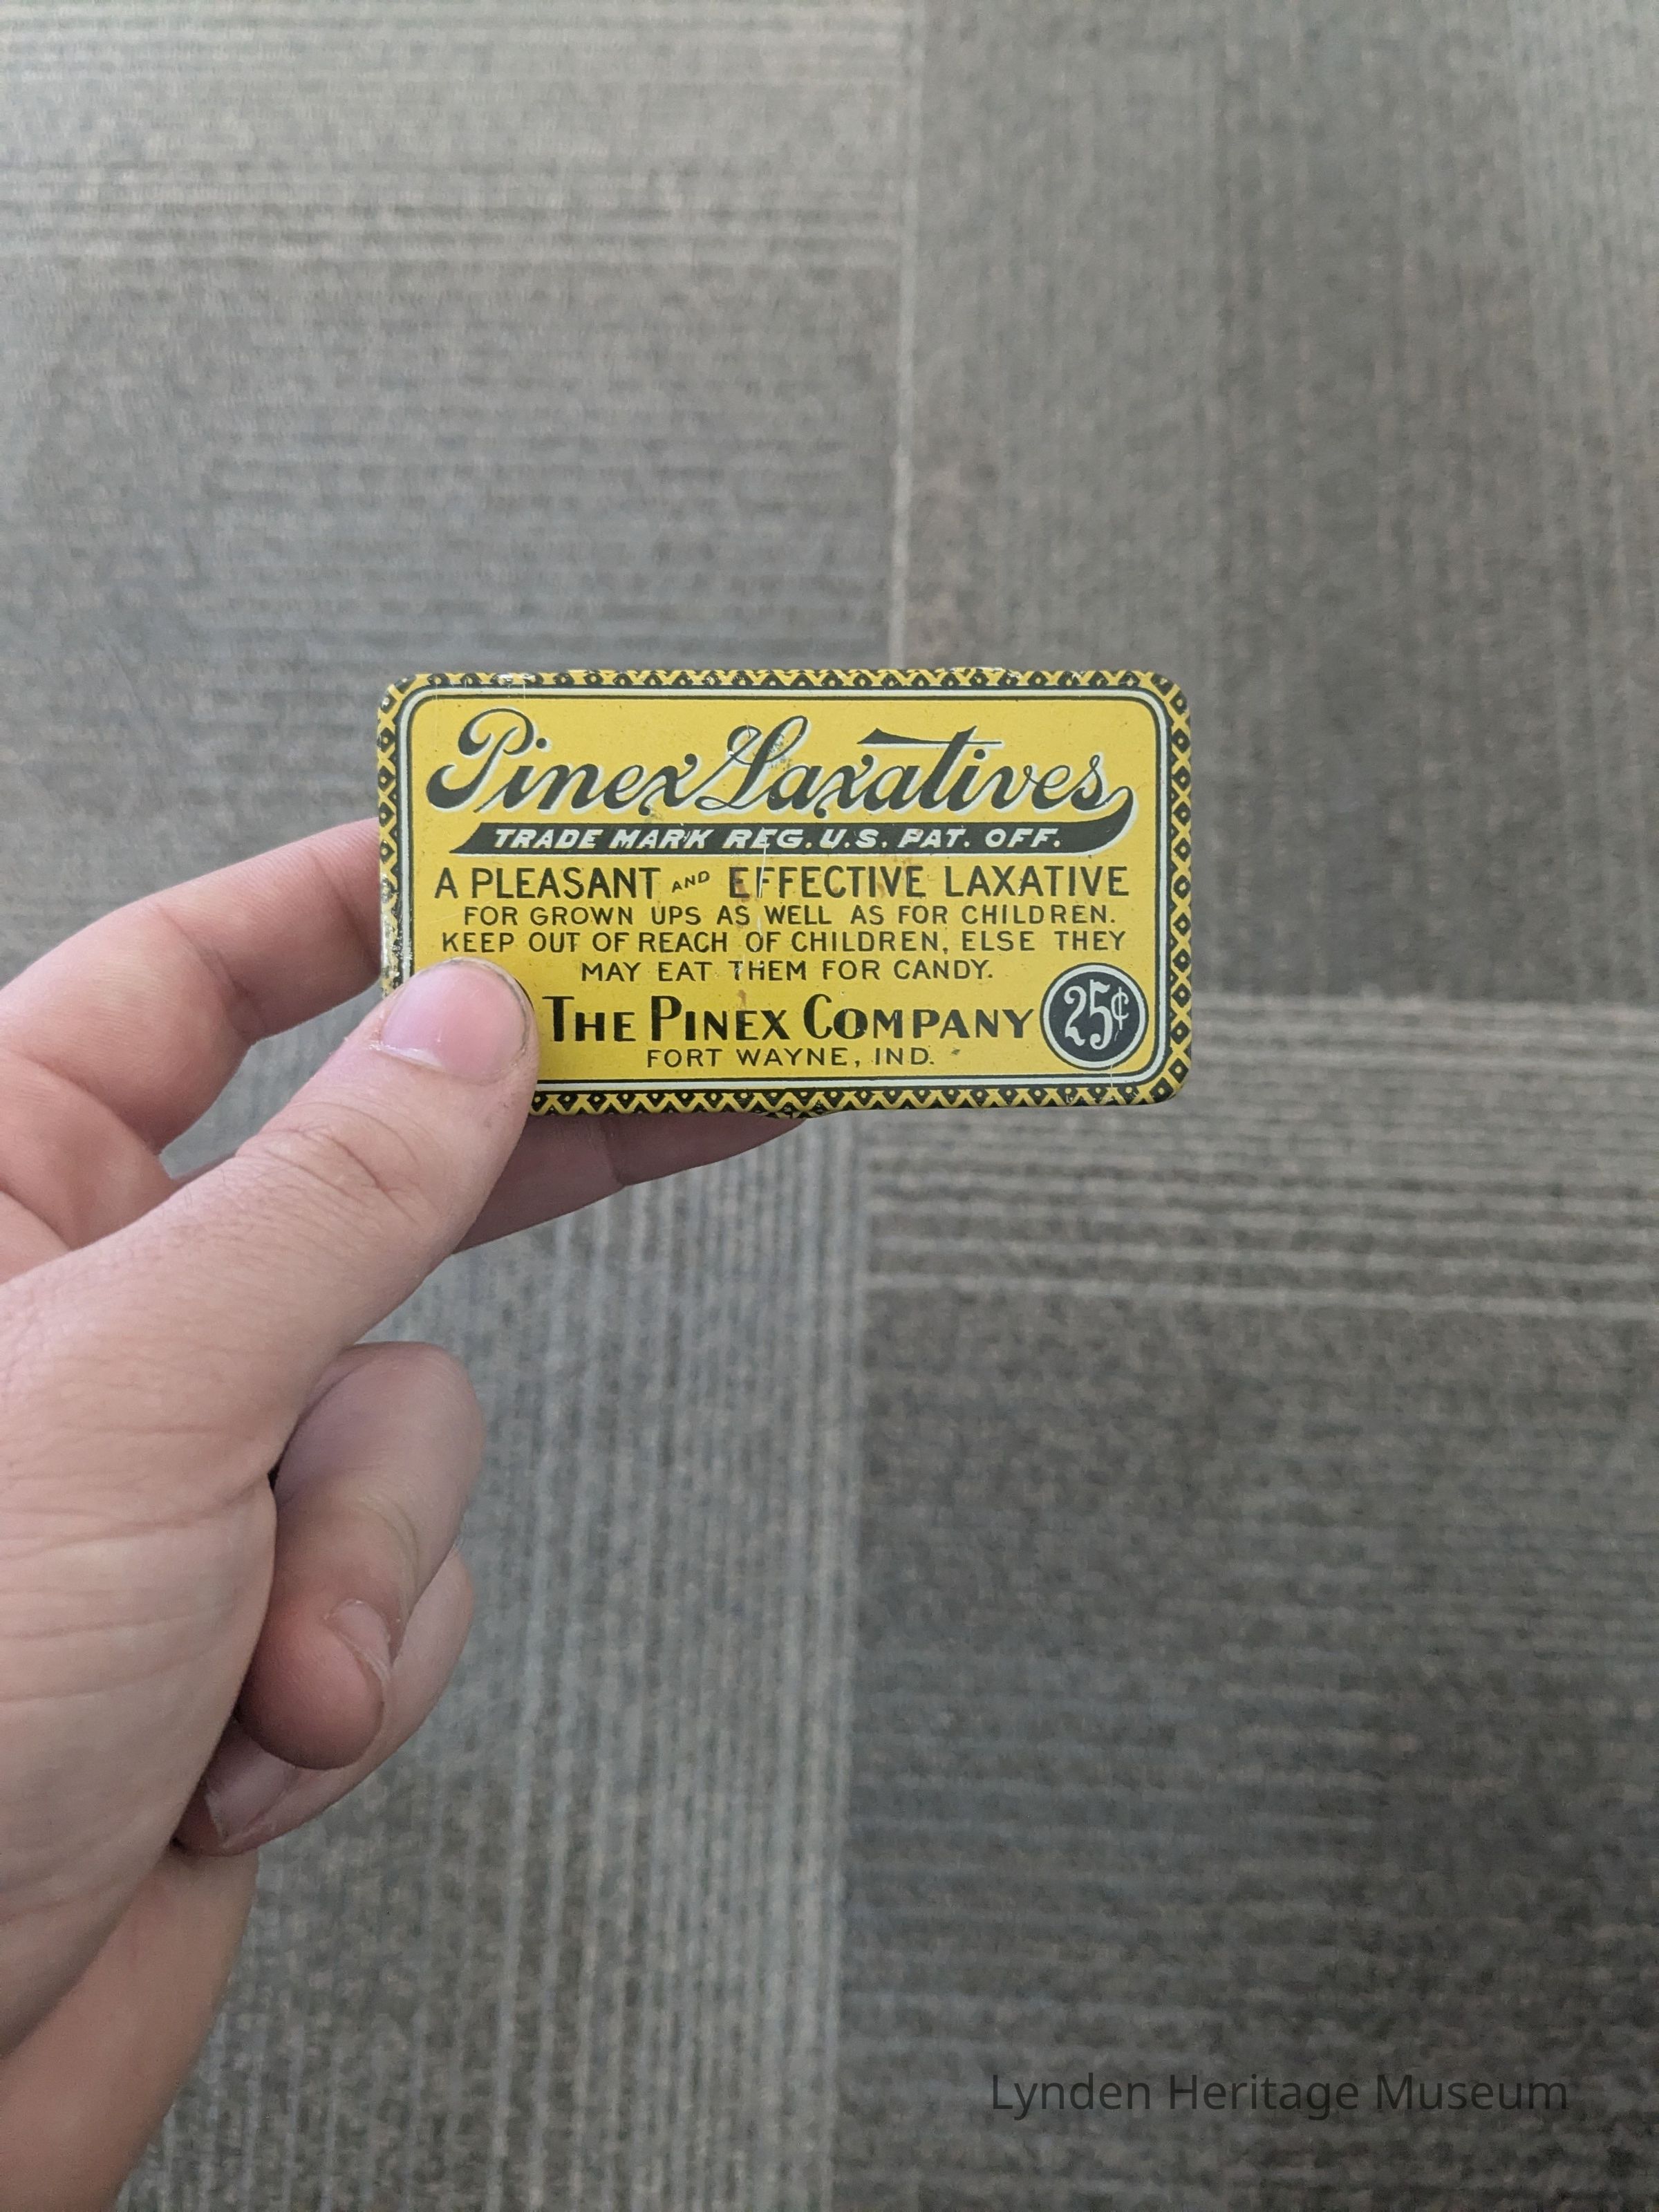 Pinex Laxatives
TRADE MARK REG. U.S. PAT. OFF.
A PLEASANT AND EFFECTIVE LAXATIVE
FOR GROWN UPS AS WELL AS FOR CHILDREN.
KEEP OUT OF REACH OF CHILDREN, ELSE THEY
MAY EAT THEM FOR CANDY.
THE PINEX COMPANY
25¢
FORT WAYNE, IND.
Lynden Heritage Museum